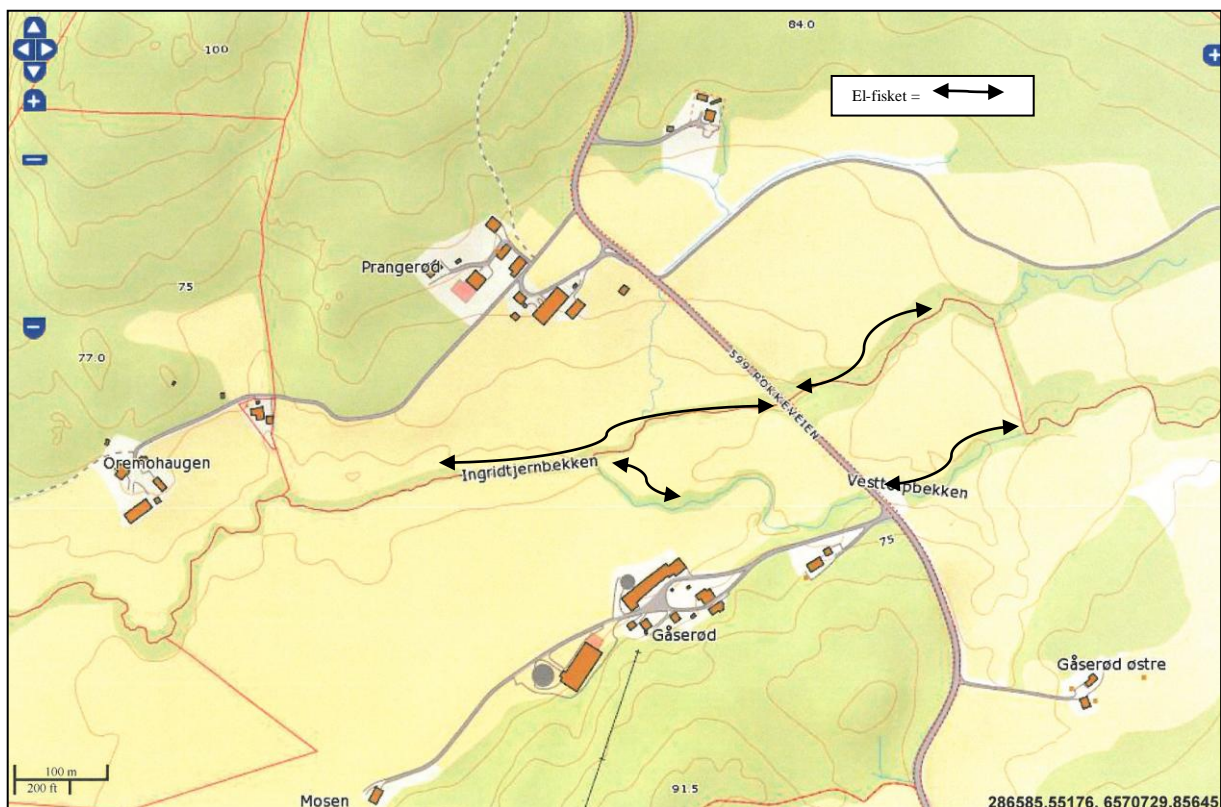 100
84.0
El-fisket =
Prangerød
75
77.0
599 ROKKEVEIEN
Oremohaugen
Ingridtjernbekken
Vesttorpbekken
75
Gåserød
Gåserød østre
100 m
200 ft
Mosen
91.5
286585.55176, 6570729.85645